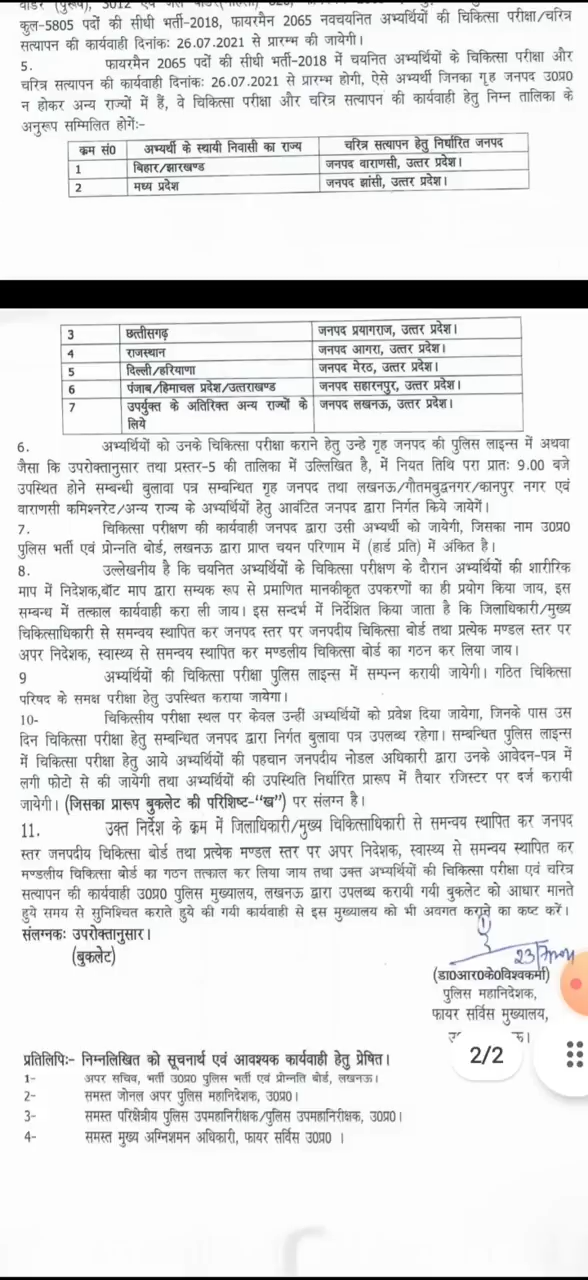 कुल-5805 पदों की सीधी भर्ती-2018, फायरमैन 2065 नवचयनित अभ्यर्थियों की चिकित्सा परीक्षा/चरित्र
सत्यापन की कार्यवाही दिनांक: 26.07.2021 से प्रारम्भ की जायेगी।
5. फायरमैन 2065 पदों की सीधी भर्ती-2018 में चयनित अभ्यर्थियों के चिकित्सा परीक्षा और
चरित्र सत्यापन की कार्यवाही दिनांक: 26.07.2021 से प्रारम्भ होगी, ऐसे अभ्यर्थी जिनका गृह जनपद उ0प्र0
न होकर अन्य राज्यों में हैं, वे चिकित्सा परीक्षा और चरित्र सत्यापन की कार्यवाही हेतु निम्न तालिका के
अनुरूप सम्मिलित होगें:-
क्रम सं0 अभ्यर्थी के स्थायी निवासी का राज्य चरित्र सत्यापन हेतु निर्धारित जनपद
1 बिहार/झारखण्ड जनपद वाराणसी, उत्तर प्रदेश।
2 मध्य प्रदेश जनपद झांसी, उत्तर प्रदेश।
3 छत्तीसगढ़ जनपद प्रयागराज, उत्तर प्रदेश।
4 राजस्थान जनपद आगरा, उत्तर प्रदेश।
5 दिल्ली/हरियाणा जनपद मेरठ, उत्तर प्रदेश।
6 पंजाब/हिमाचल प्रदेश/उत्तराखण्ड जनपद सहारनपुर, उत्तर प्रदेश।
7 उपर्युक्त के अतिरिक्त अन्य राज्यों के जनपद लखनऊ, उत्तर प्रदेश।
लिये
6. अभ्यर्थियों को उनके चिकित्सा परीक्षा कराने हेतु उन्हे गृह जनपद की पुलिस लाइन्स में अथवा
जैसा कि उपरोक्तानुसार तथा प्रस्तर-5 की तालिका में उल्लिखित है, में नियत तिथि परा प्रातः 9.00 बजे
उपस्थित होने सम्बन्धी बुलावा पत्र सम्बन्धित गृह जनपद तथा लखनऊ/गौतमबुद्धनगर/कानपुर नगर एवं
वाराणसी कमिश्नरेट/अन्य राज्य के अभ्यर्थियों हेतु आवंटित जनपद द्वारा निर्गत किये जायेगें।
7. चिकित्सा परीक्षण की कार्यवाही जनपद द्वारा उसी अभ्यर्थी को जायेगी, जिसका नाम उ0प्र0
पुलिस भर्ती एवं प्रोन्नति बोर्ड, लखनऊ द्वारा प्राप्त चयन परिणाम में (हार्ड प्रति) में अंकित है।
8. उल्लेखनीय है कि चयनित अभ्यर्थियों के चिकित्सा परीक्षण के दौरान अभ्यर्थियों की शारीरिक
माप में निदेशक,बॉट माप द्वारा सम्यक रूप से प्रमाणित मानकीकृत उपकरणों का ही प्रयोग किया जाय, इस
सम्बन्ध में तत्काल कार्यवाही करा ली जाय। इस सन्दर्भ में निर्देशित किया जाता है कि जिलाधिकारी/मुख्य
चिकित्साधिकारी से समन्वय स्थापित कर जनपद स्तर पर जनपदीय चिकित्सा बोर्ड तथा प्रत्येक मण्डल स्तर पर
अपर निदेशक, स्वास्थ्य से समन्वय स्थापित कर मण्डलीय चिकित्सा बोर्ड का गठन कर लिया जाय।
9 अभ्यर्थियों की चिकित्सा परीक्षा पुलिस लाइन्स में सम्पन्न करायी जायेगी। गठित चिकित्सा
परिषद के समक्ष परीक्षा हेतु उपस्थित कराया जायेगा।
10- चिकित्सीय परीक्षा स्थल पर केवल उन्हीं अभ्यर्थियों को प्रवेश दिया जायेगा, जिनके पास उस
दिन चिकित्सा परीक्षा हेतु सम्बन्धित जनपद द्वारा निर्गत बुलावा पत्र उपलब्ध रहेगा। सम्बन्धित पुलिस लाइन्स
में चिकित्सा परीक्षा हेतु आये अभ्यर्थियों की पहचान जनपदीय नोडल अधिकारी द्वारा उनके आवेदन-पत्र में
लगी फोटो से की जायेगी तथा अभ्यर्थियों की उपस्थिति निर्धारित प्रारूप में तैयार रजिस्टर पर दर्ज करायी
जायेगी। (जिसका प्रारूप बुकलेट की परिशिष्ट-“ख”) पर संलग्न है।
11. उक्त निर्देश के क्रम में जिलाधिकारी/मुख्य चिकित्साधिकारी से समन्वय स्थापित कर जनपद
स्तर जनपदीय चिकित्सा बोर्ड तथा प्रत्येक मण्डल स्तर पर अपर निदेशक, स्वास्थ्य से समन्वय स्थापित कर
मण्डलीय चिकित्सा बोर्ड का गठन तत्काल कर लिया जाय तथा उक्त अभ्यर्थियों की चिकित्सा परीक्षा एवं चरित्र
सत्यापन की कार्यवाही उ0प्र0 पुलिस मुख्यालय, लखनऊ द्वारा उपलब्ध करायी गयी बुकलेट को आधार मानते
हुये समय से सुनिश्चित कराते हुये की गयी कार्यवाही से इस मुख्यालय को भी अवगत कराने का कष्ट करें।
संलग्नकः उपरोक्तानुसार।
(बुकलेट)
(डा0आर0के0विश्वकर्मा)
पुलिस महानिदेशक,
फायर सर्विस मुख्यालय,
2/2
प्रतिलिपिः- निम्नलिखित को सूचनार्थ एवं आवश्यक कार्यवाही हेतु प्रेषित।
1- अपर सचिव, भर्ती उ0प्र0 पुलिस भर्ती एवं प्रोन्नति बोर्ड, लखनऊ।
2- समस्त जोनल अपर पुलिस महानिदेशक, उ0प्र0।
3- समस्त परिक्षेत्रीय पुलिस उपमहानिरीक्षक/पुलिस उपमहानिरीक्षक, उ0प्र0।
4- समस्त मुख्य अग्निशमन अधिकारी, फायर सर्विस उ0प्र0 ।